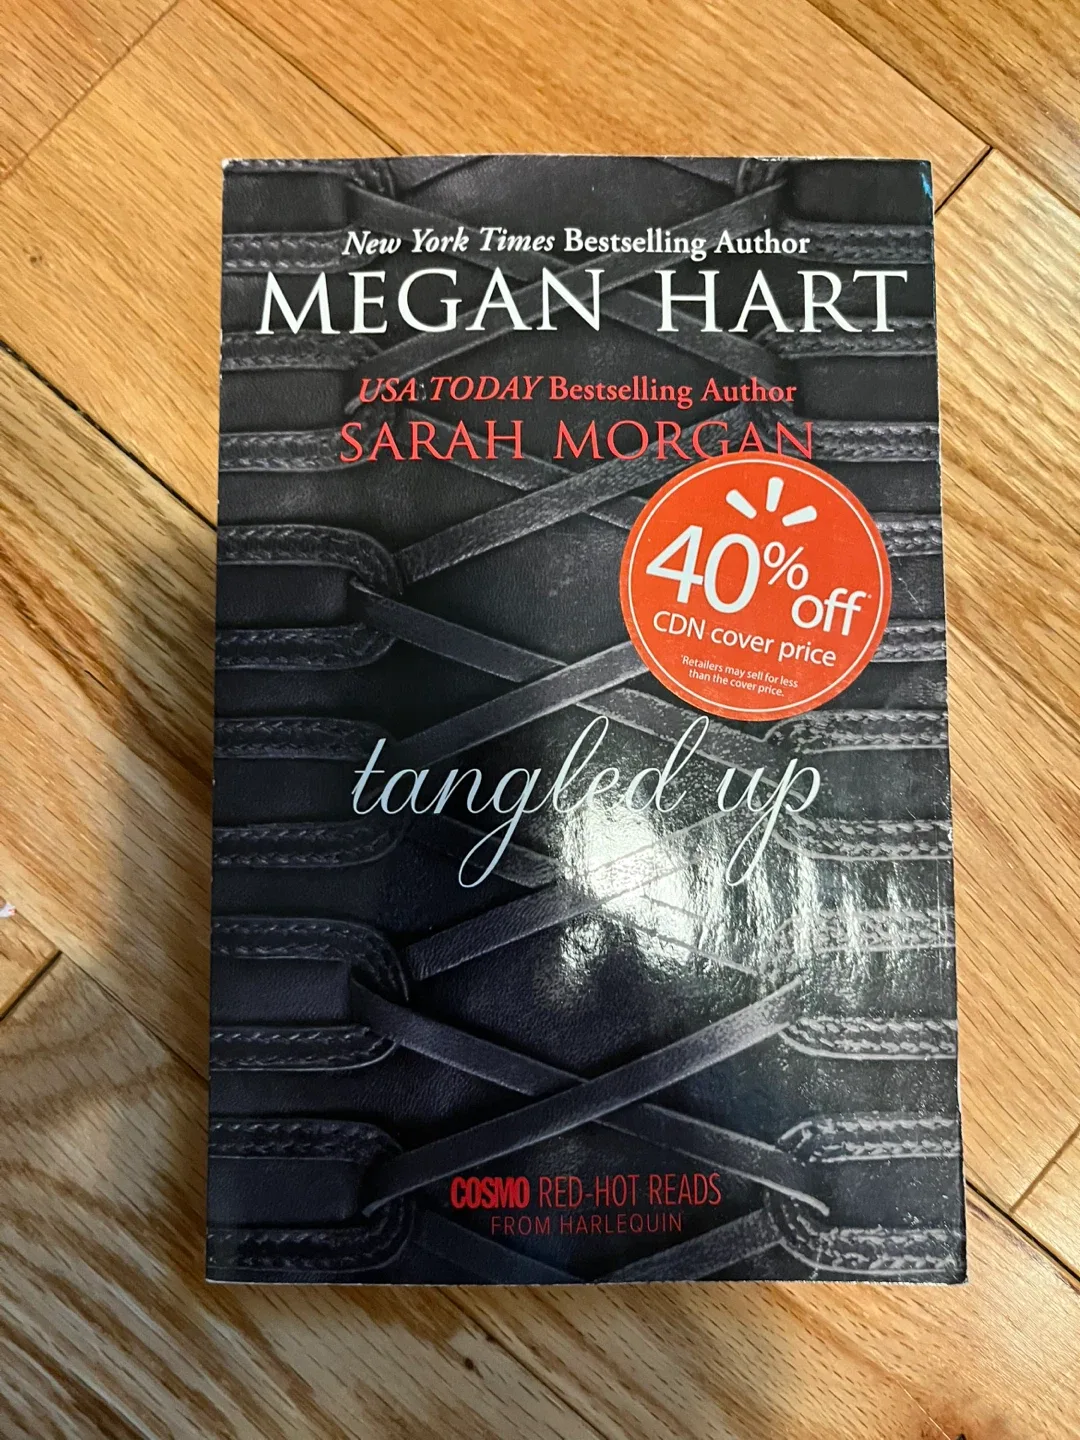 New York Times Bestselling Author
MEGAN HART
USA TODAY Bestselling Author
SARAH MORGAN
40% off*
CDN cover price
*Retailers may sell for less
than the cover price.
tangled up
COSMO RED-HOT READS
FROM HARLEQUIN